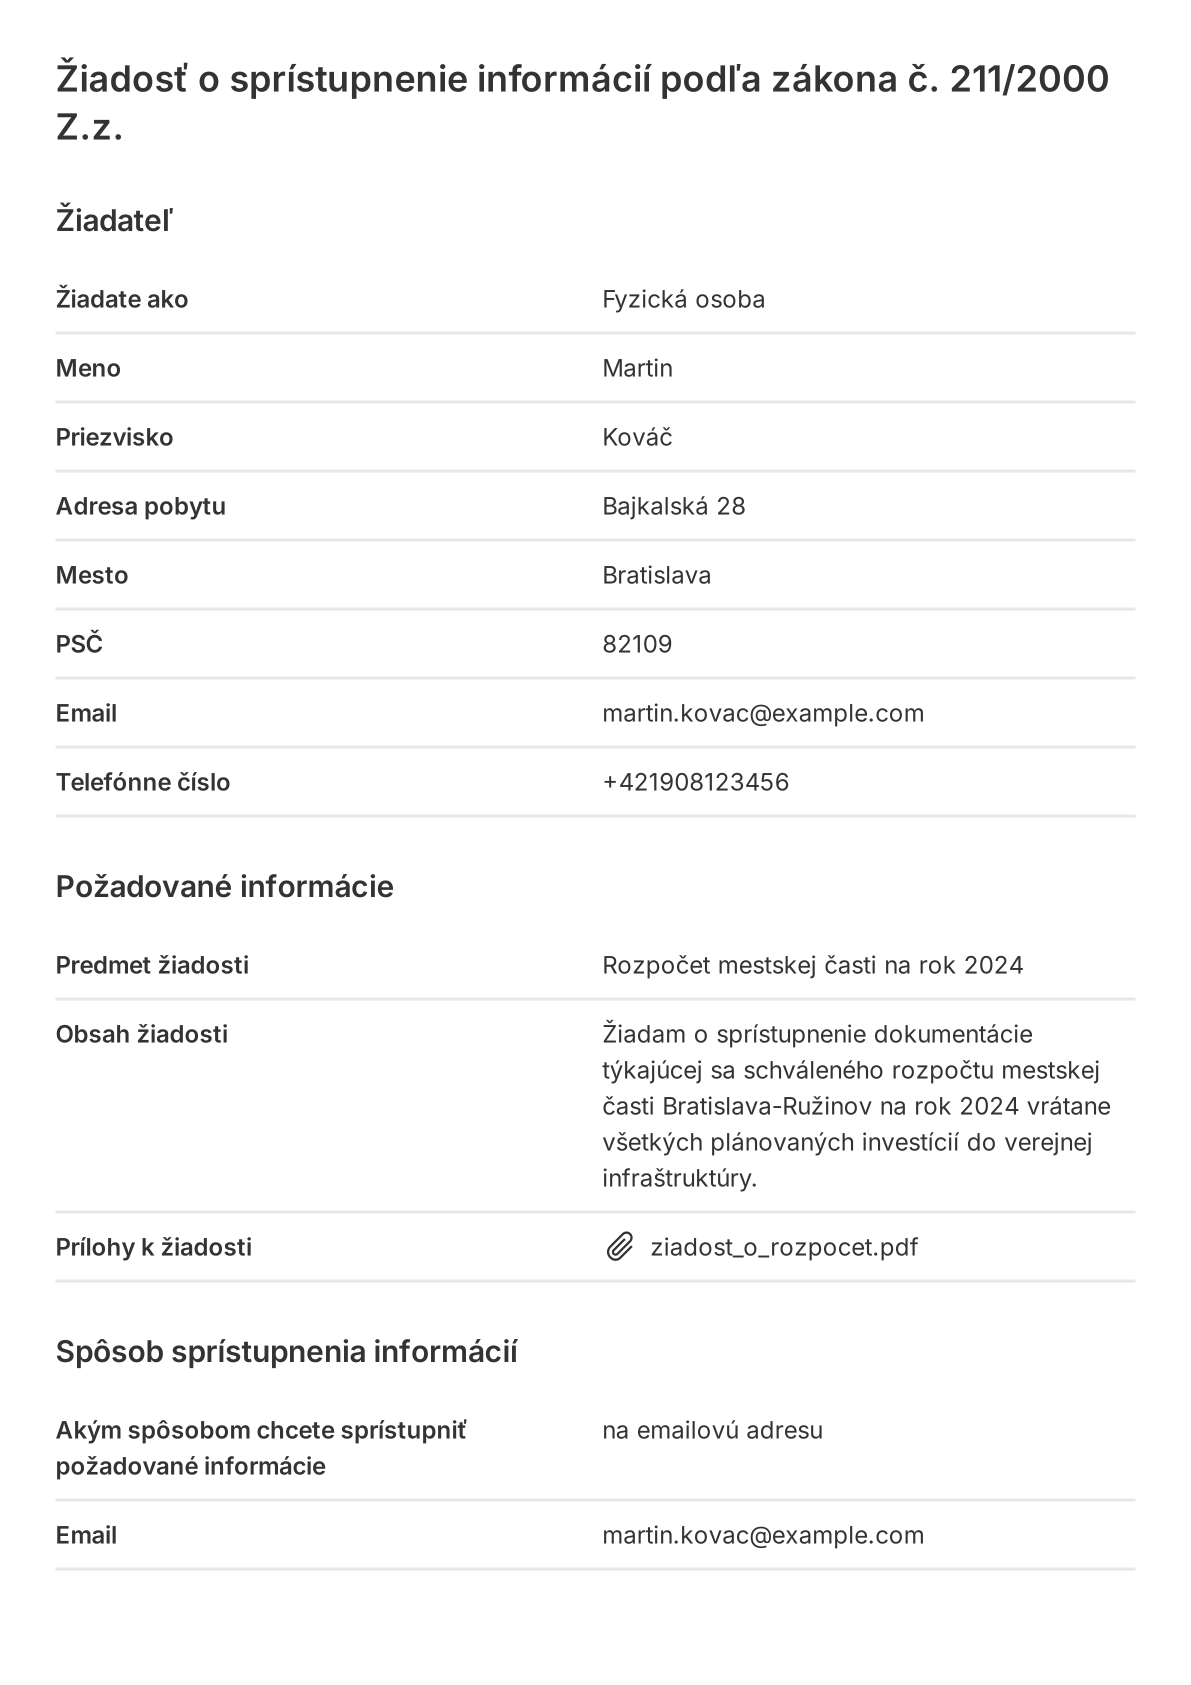 Žiadosť o sprístupnenie informácií podľa zákona č. 211/2000
Z.z.
Žiadateľ
Žiadate ako Fyzická osoba
Meno Martin
Priezvisko Kováč
Adresa pobytu Bajkalská 28
Mesto Bratislava
PSČ 82109
Email martin.kovac@example.com
Telefónne číslo +421908123456
Požadované informácie
Predmet žiadosti Rozpočet mestskej časti na rok 2024
Obsah žiadosti Žiadam o sprístupnenie dokumentácie
týkajúcej sa schváleného rozpočtu mestskej
časti Bratislava-Ružinov na rok 2024 vrátane
všetkých plánovaných investícií do verejnej
infraštruktúry.
Prílohy k žiadosti ziadost_o_rozpocet.pdf
Spôsob sprístupnenia informácií
Akým spôsobom chcete sprístupniť na emailovú adresu
požadované informácie
Email martin.kovac@example.com